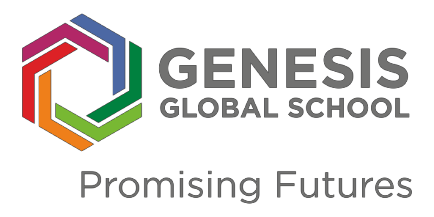 GENESIS
GLOBAL SCHOOL
Promising Futures